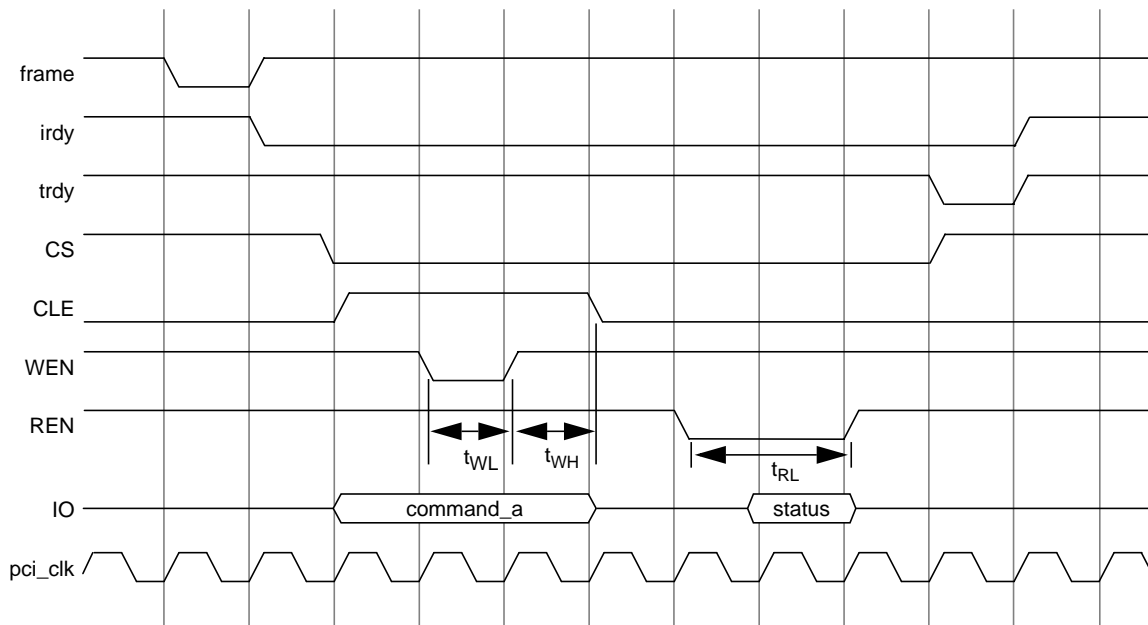 frame
irdy
trdy
CS
CLE
WEN
REN
tWL tWH tRL
IO command_a status
pci_clk